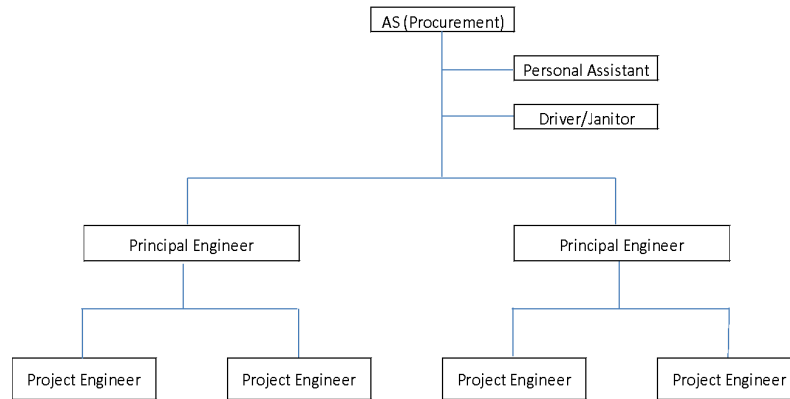 AS (Procurement)
Personal Assistant
Driver/Janitor
Principal Engineer
Principal Engineer
Project Engineer
Project Engineer
Project Engineer
Project Engineer